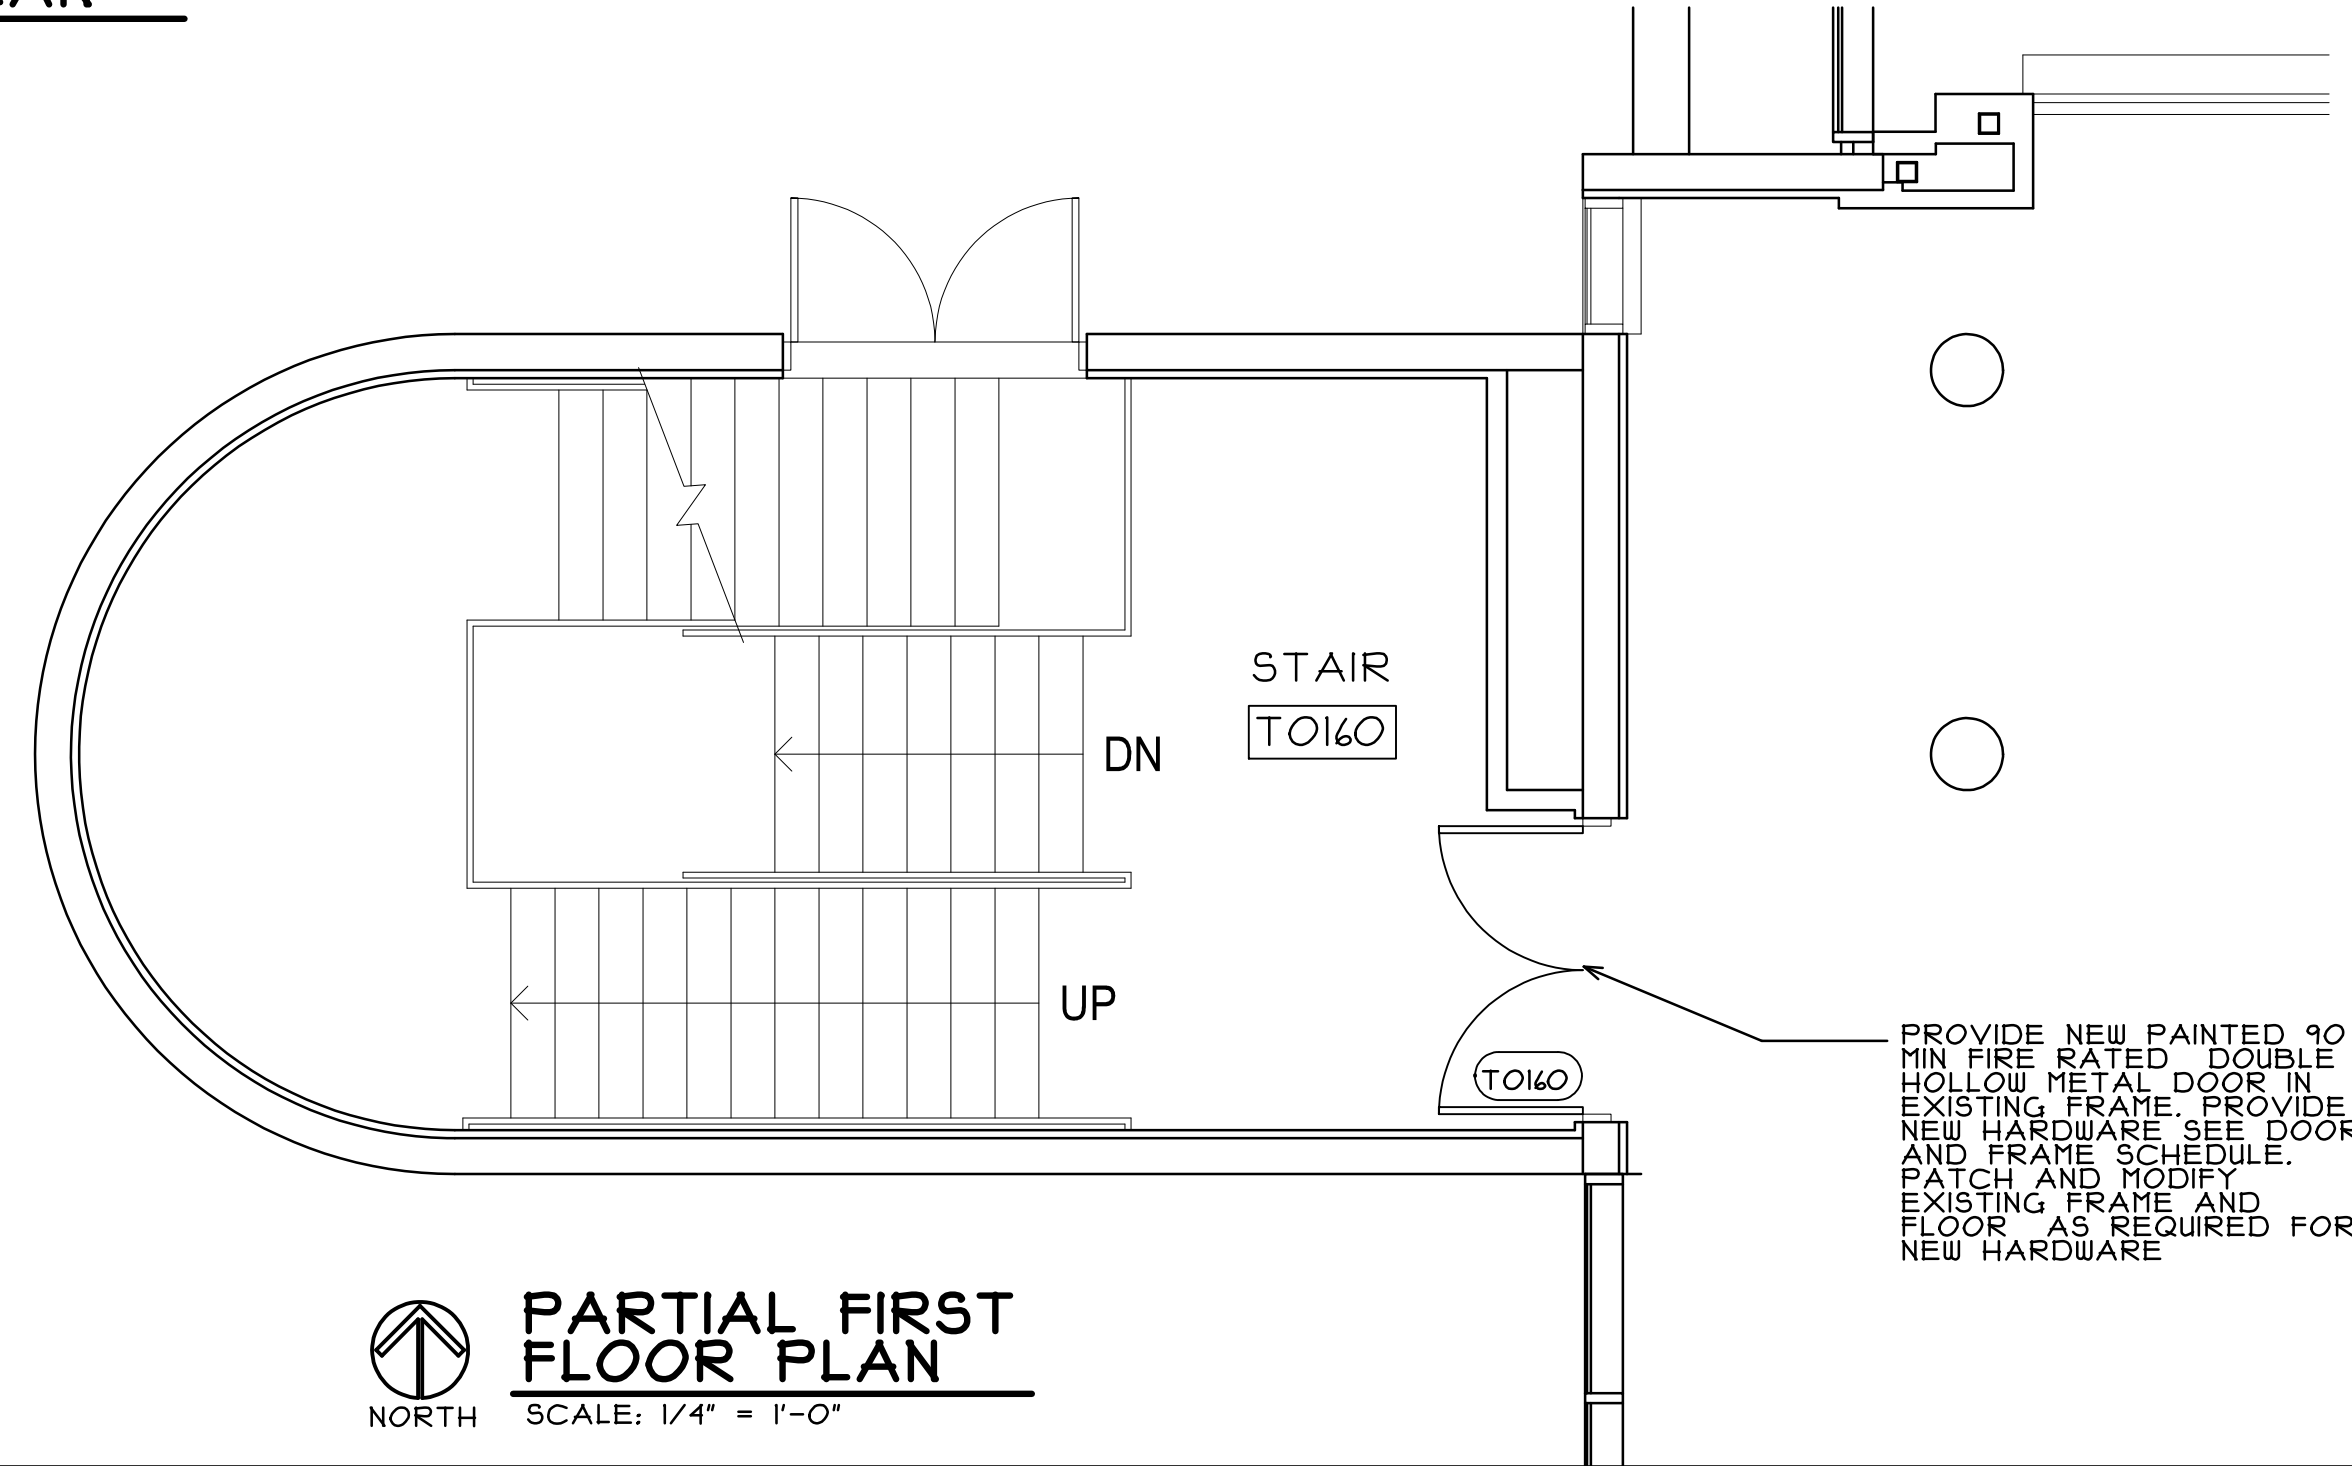 STAIR
T0160
DN
UP
T0160
PROVIDE NEW PAINTED 90
MIN FIRE RATED DOUBLE
HOLLOW METAL DOOR IN
EXISTING FRAME. PROVIDE
NEW HARDWARE SEE DOOR
AND FRAME SCHEDULE.
PATCH AND MODIFY
EXISTING FRAME AND
FLOOR AS REQUIRED FOR
NEW HARDWARE
PARTIAL FIRST
FLOOR PLAN
NORTH
SCALE: 1/4" = 1'-0"